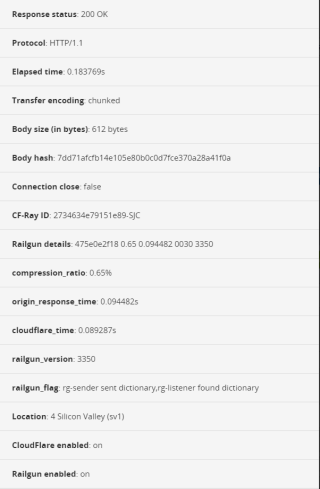 Response status: 200 OK
Protocol: HTTP/1.1
Elapsed time: 0.183769s
Transfer encoding: chunked
Body size (in bytes): 612 bytes
Body hash: 7dd71afcfb14e105e80b0c0d7fce370a28a41f0a
Connection close: false
CF-Ray ID: 2734634e79151e89-SJC
Railgun details: 475e0e2f18 0.65 0.094482 0030 3350
compression_ratio: 0.65%
origin_response_time: 0.094482s
cloudflare_time: 0.089287s
railgun_version: 3350
railgun_flag: rg-sender sent dictionary,rg-listener found dictionary
Location: 4 Silicon Valley (sv1)
CloudFlare enabled: on
Railgun enabled: on